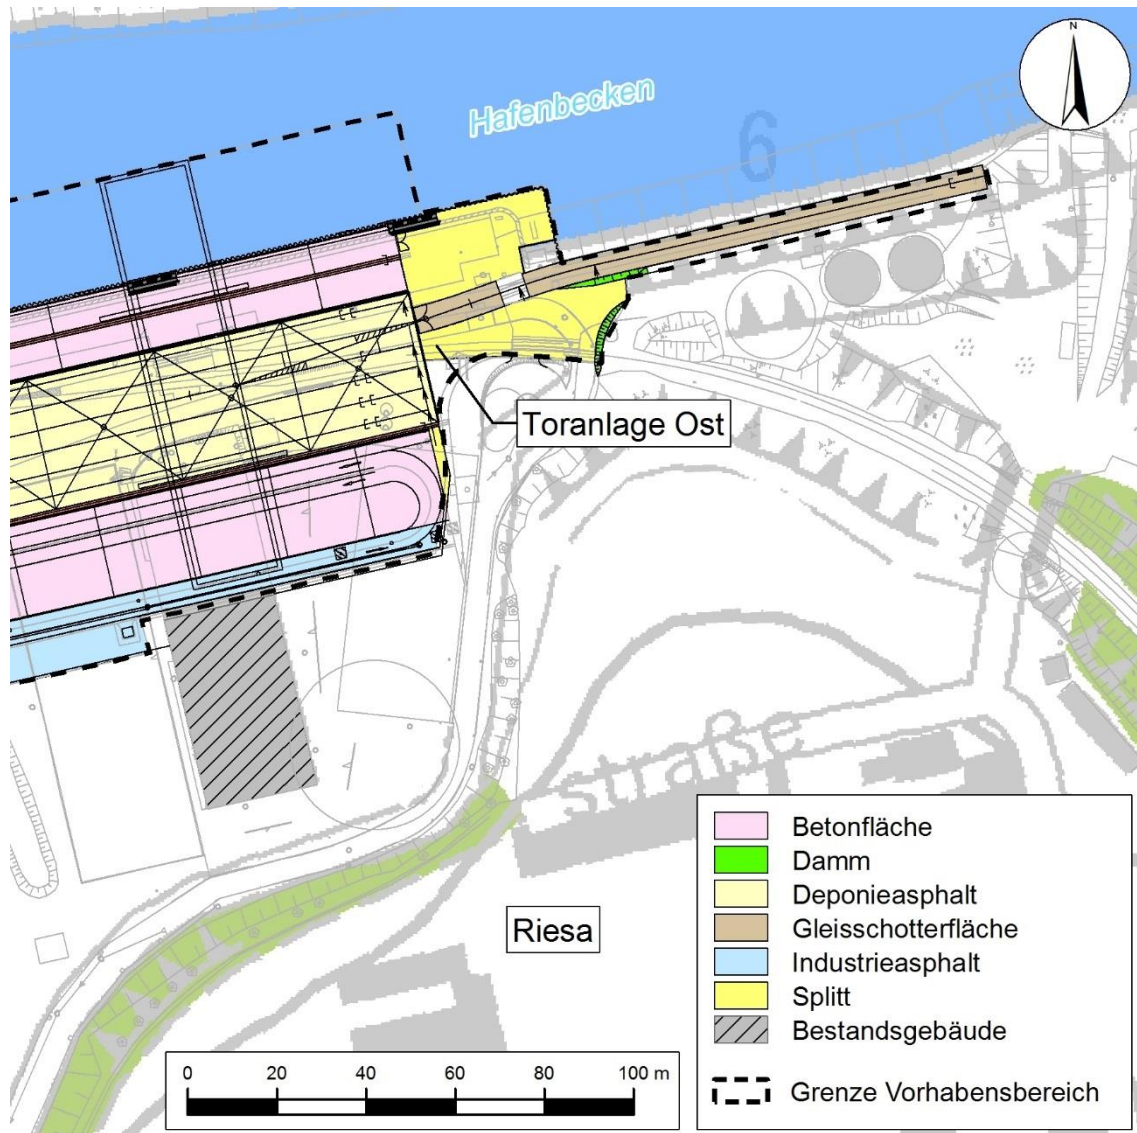 N
Hafenbecken
6
Toranlage Ost
straße
Riesa
Betonfläche
Damm
Deponieasphalt
Gleisschotterfläche
Industrieasphalt
Splitt
Bestandsgebäude
Grenze Vorhabensbereich
0 20 40 60 80 100 m